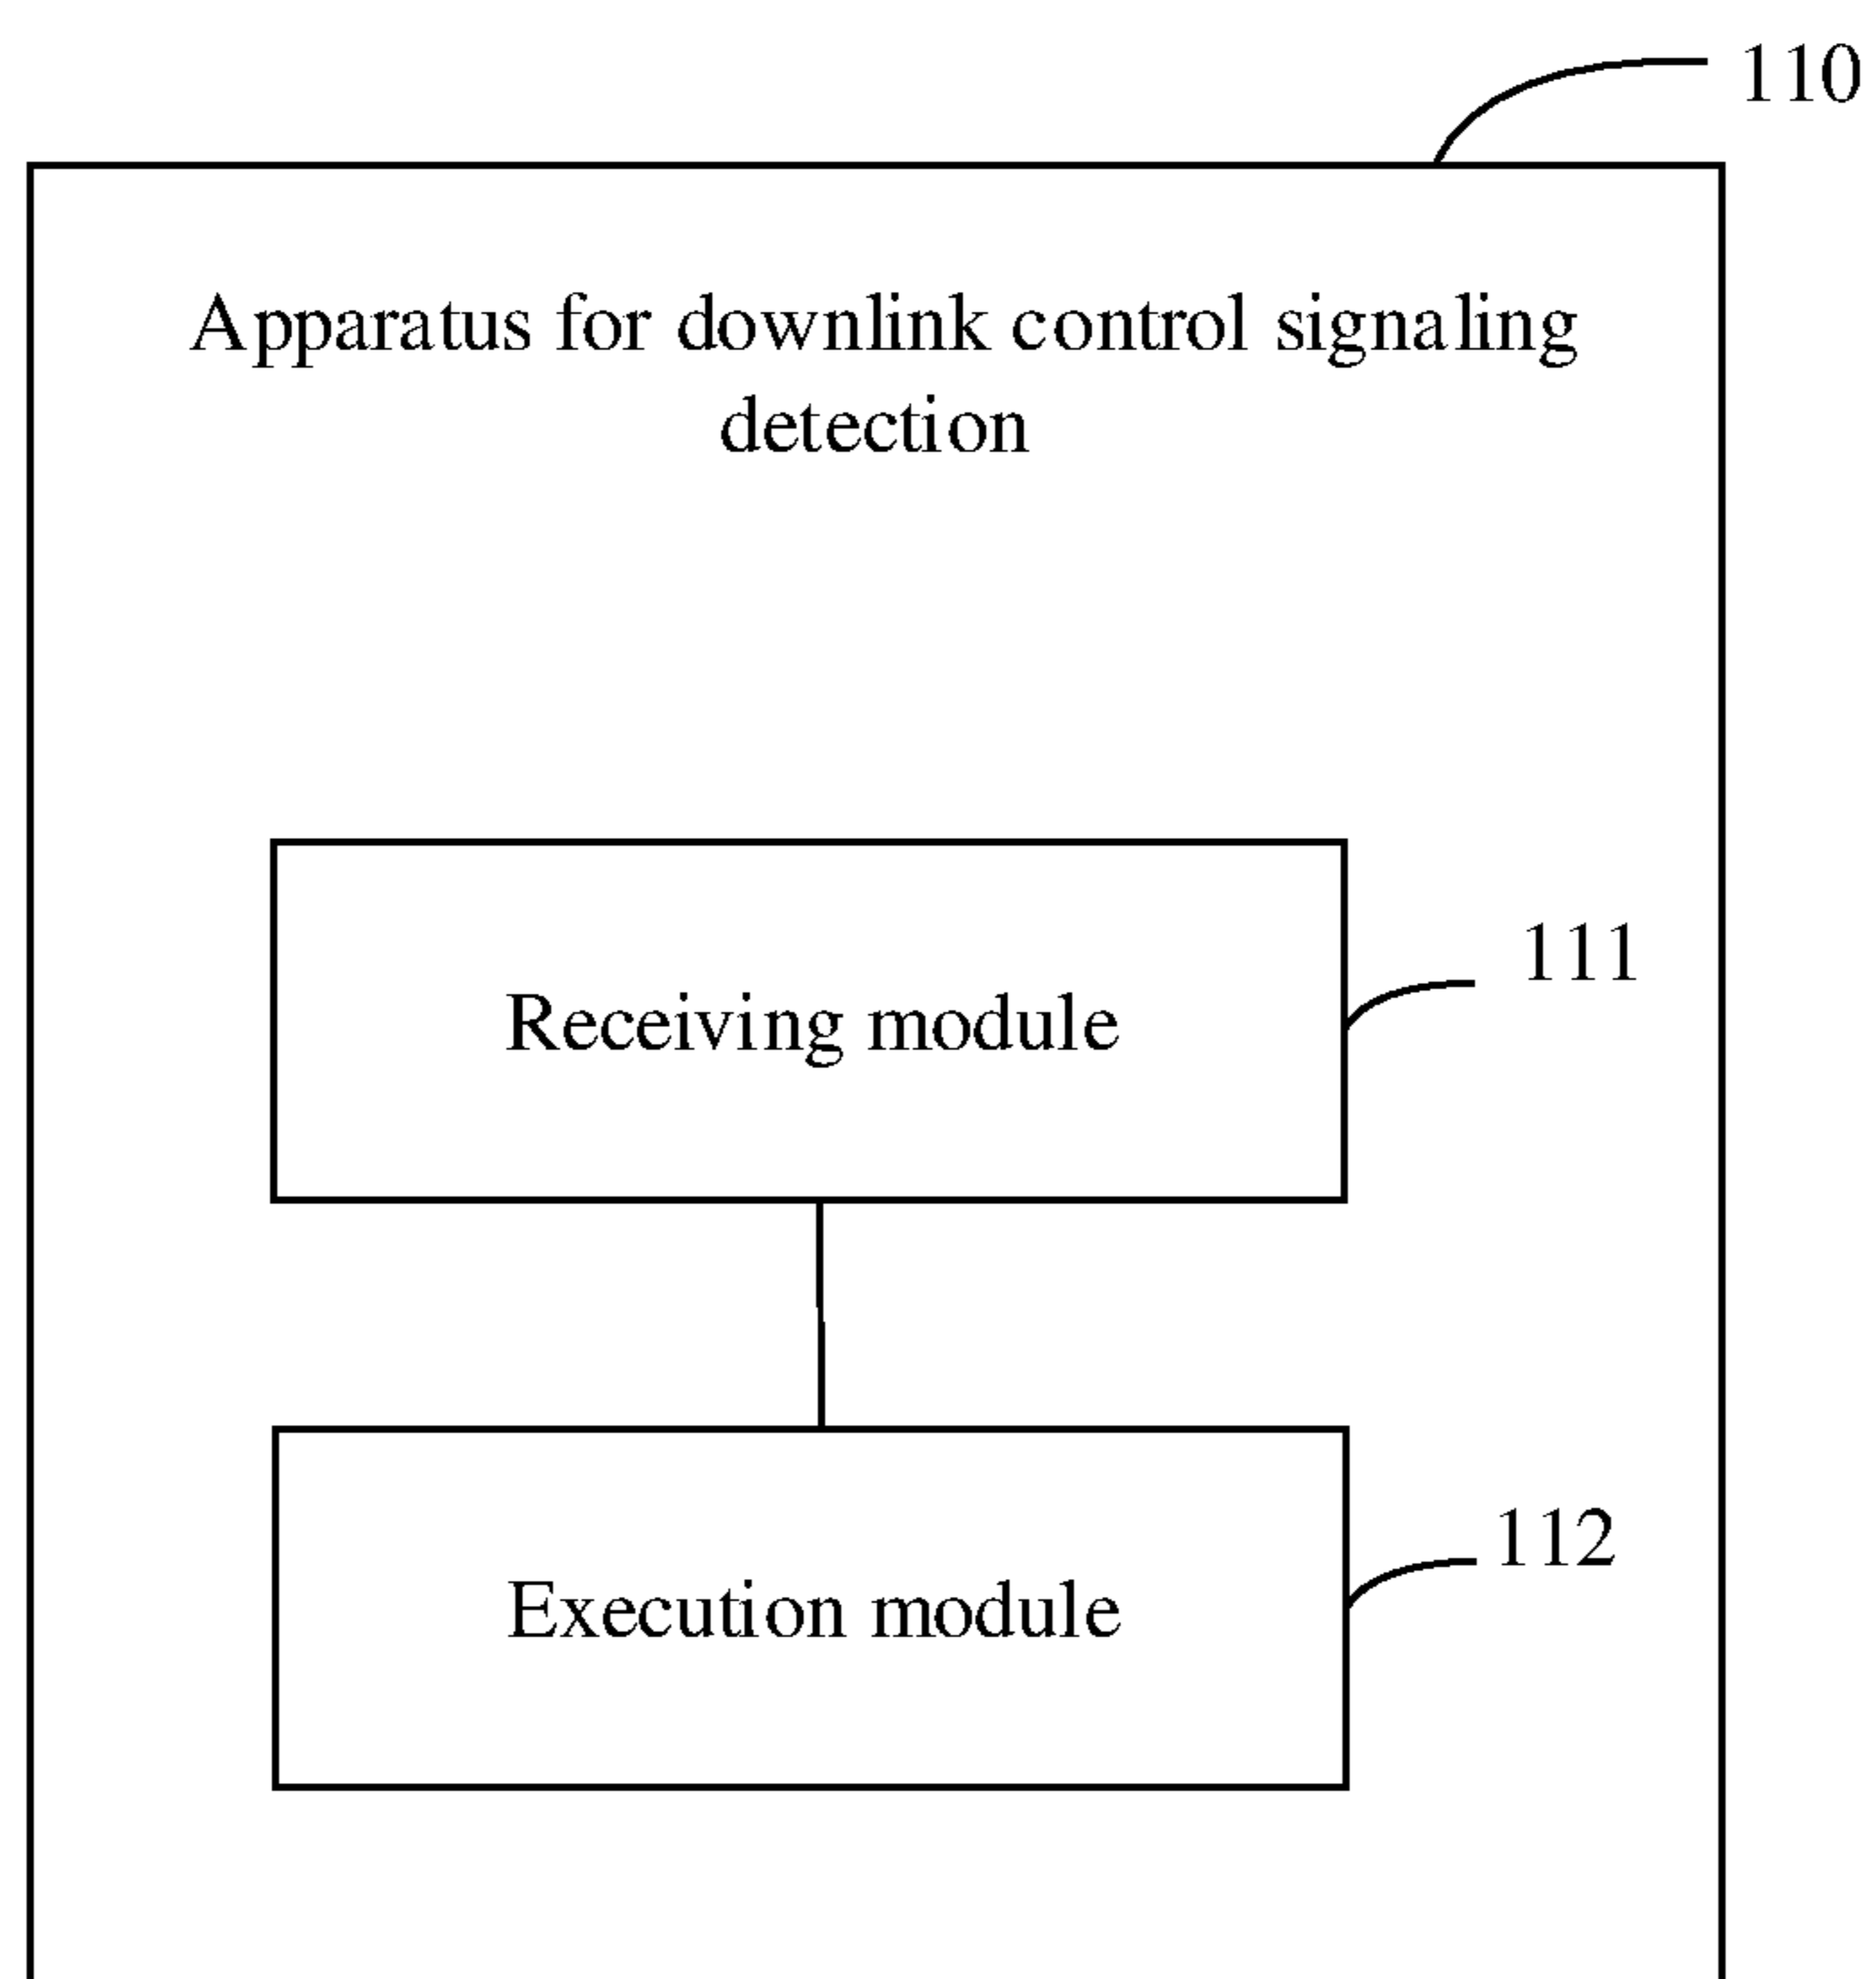 110
Apparatus for downlink control signaling
detection
111
Receiving module
112
Execution module